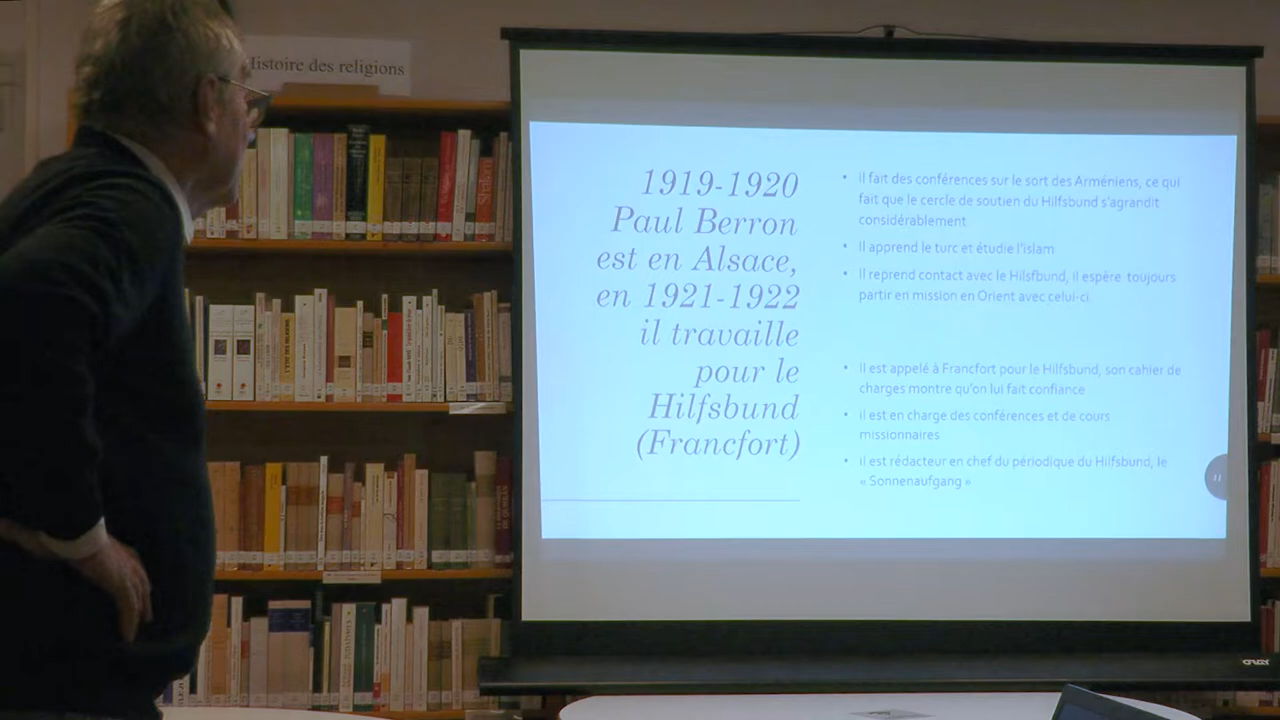 Histoire des religions
1919-1920
Paul Berron
est en Alsace,
en 1921-1922
il travaille
pour le
Hilfsbund
(Francfort)
• il fait des conférences sur le sort des Arméniens, ce qui
fait que le cercle de soutien du Hilfsbund s'agrandit
considérablement
• Il apprend le turc et étudie l'islam
• Il reprend contact avec le Hilsfbund, il espère toujours
partir en mission en Orient avec celui-ci
• Il est appelé à Francfort pour le Hilfsbund, son cahier de
charges montre qu'on lui fait confiance
• il est en charge des conférences et de cours
missionnaires
• il est rédacteur en chef du périodique du Hilfsbund, le
« Sonnenaufgang »
11
ORAY